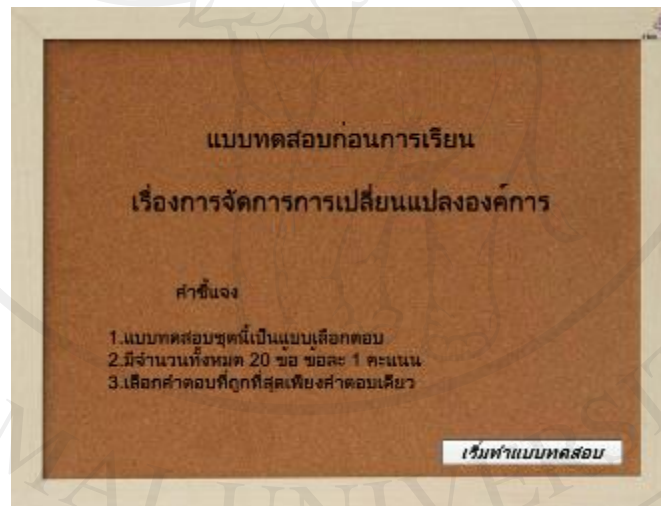 แบบทดสอบก่อนการเรียน
เรื่องการจัดการการเปลี่ยนแปลงองค์การ
คำชี้แจง
1.แบบทดสอบชุดนี้เป็นแบบเลือกตอบ
2.มีจำนวนทั้งหมด 20 ข้อ ข้อละ 1 คะแนน
3.เลือกคำตอบที่ถูกที่สุดเพียงคำตอบเดียว
เริ่มทำแบบทดสอบ